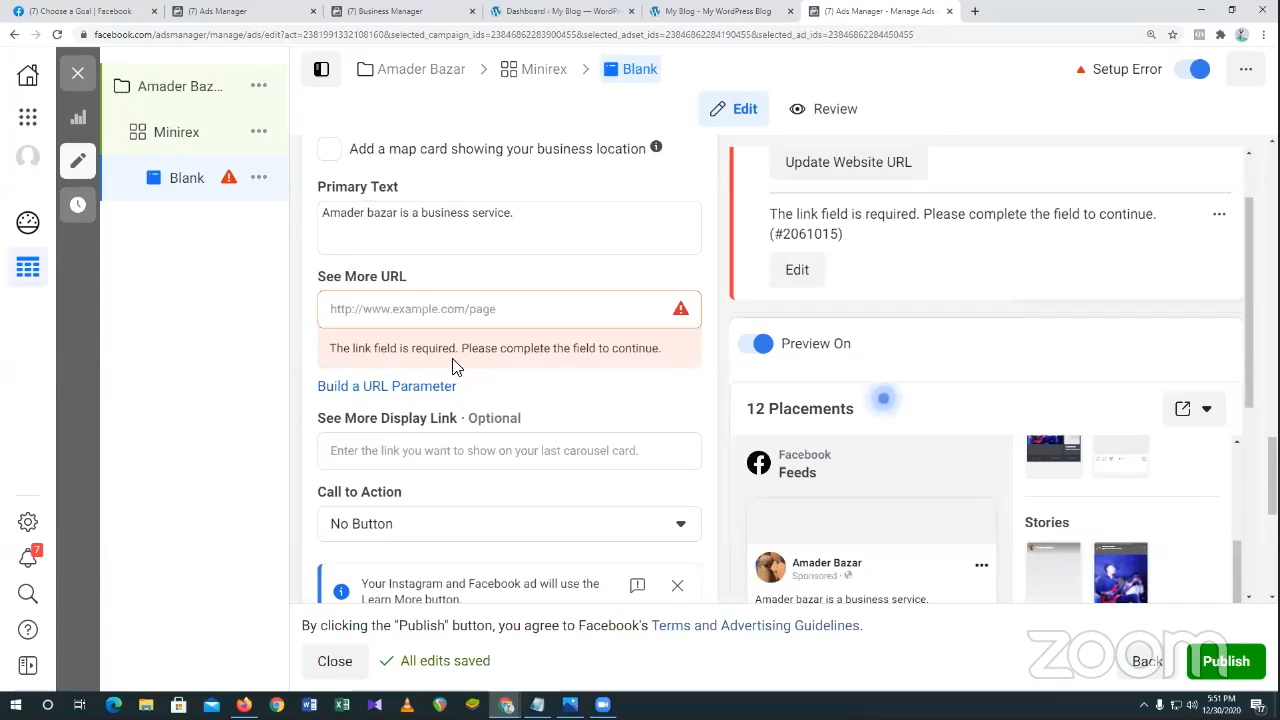 (7) Choose a Goal | Facebook
(7) Ads Manager
(7) Business Manager
Dashboard ‹ My Blog — WordPr
My Blog – My WordPress Blog
(7) Ads Manager - Manage Ads -
facebook.com/adsmanager/manage/ads/edit?act=238199133210816&selected_campaign_ids=23846862283900455&selected_adset_ids=23846862284190455&selected_ad_ids=23846862284450455
Amader Baz...
Minirex
Blank
Amader Bazar
Minirex
Blank
Setup Error
Edit
Review
Add a map card showing your business location
Primary Text
Amader bazar is a business service.
See More URL
http://www.example.com/page
The link field is required. Please complete the field to continue.
Build a URL Parameter
See More Display Link · Optional
Enter the link you want to show on your last carousel card.
Call to Action
No Button
Your Instagram and Facebook ad will use the
Learn More button.
Update Website URL
The link field is required. Please complete the field to continue.
(#2061015)
Edit
Preview On
12 Placements
Facebook
Feeds
Amader Bazar
Sponsored ·
Amader bazar is a business service.
Stories
7
By clicking the "Publish" button, you agree to Facebook's Terms and Advertising Guidelines.
Close
All edits saved
Back
Publish
zoom
5:51 PM
12/30/2020
17